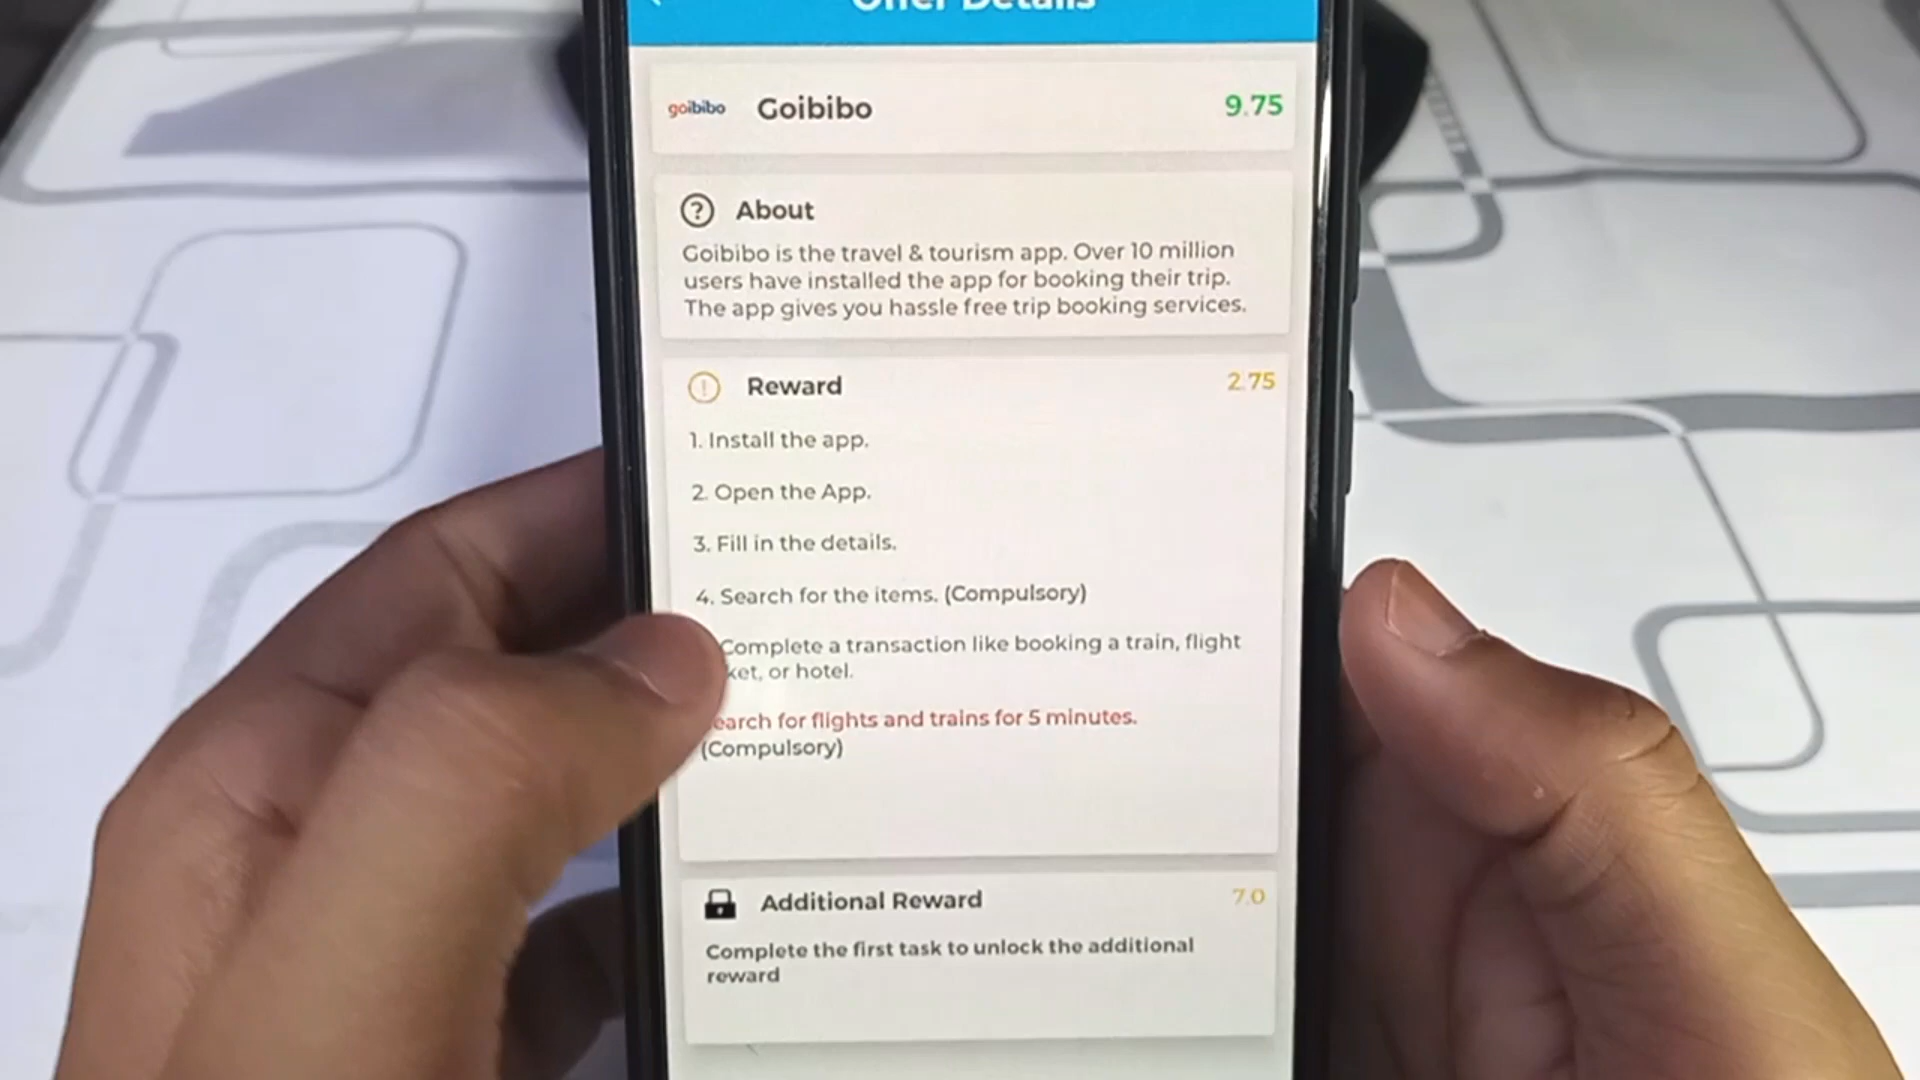 Offer Details
goibibo Goibibo 9.75
About
Goibibo is the travel & tourism app. Over 10 million
users have installed the app for booking their trip.
The app gives you hassle free trip booking services.
Reward 2.75
1. Install the app.
2. Open the App.
3. Fill in the details.
4. Search for the items. (Compulsory)
Complete a transaction like booking a train, flight
or hotel.
for flights and trains for 5 minutes.
(Compulsory)
Additional Reward 7.0
Complete the first task to unlock the additional
reward